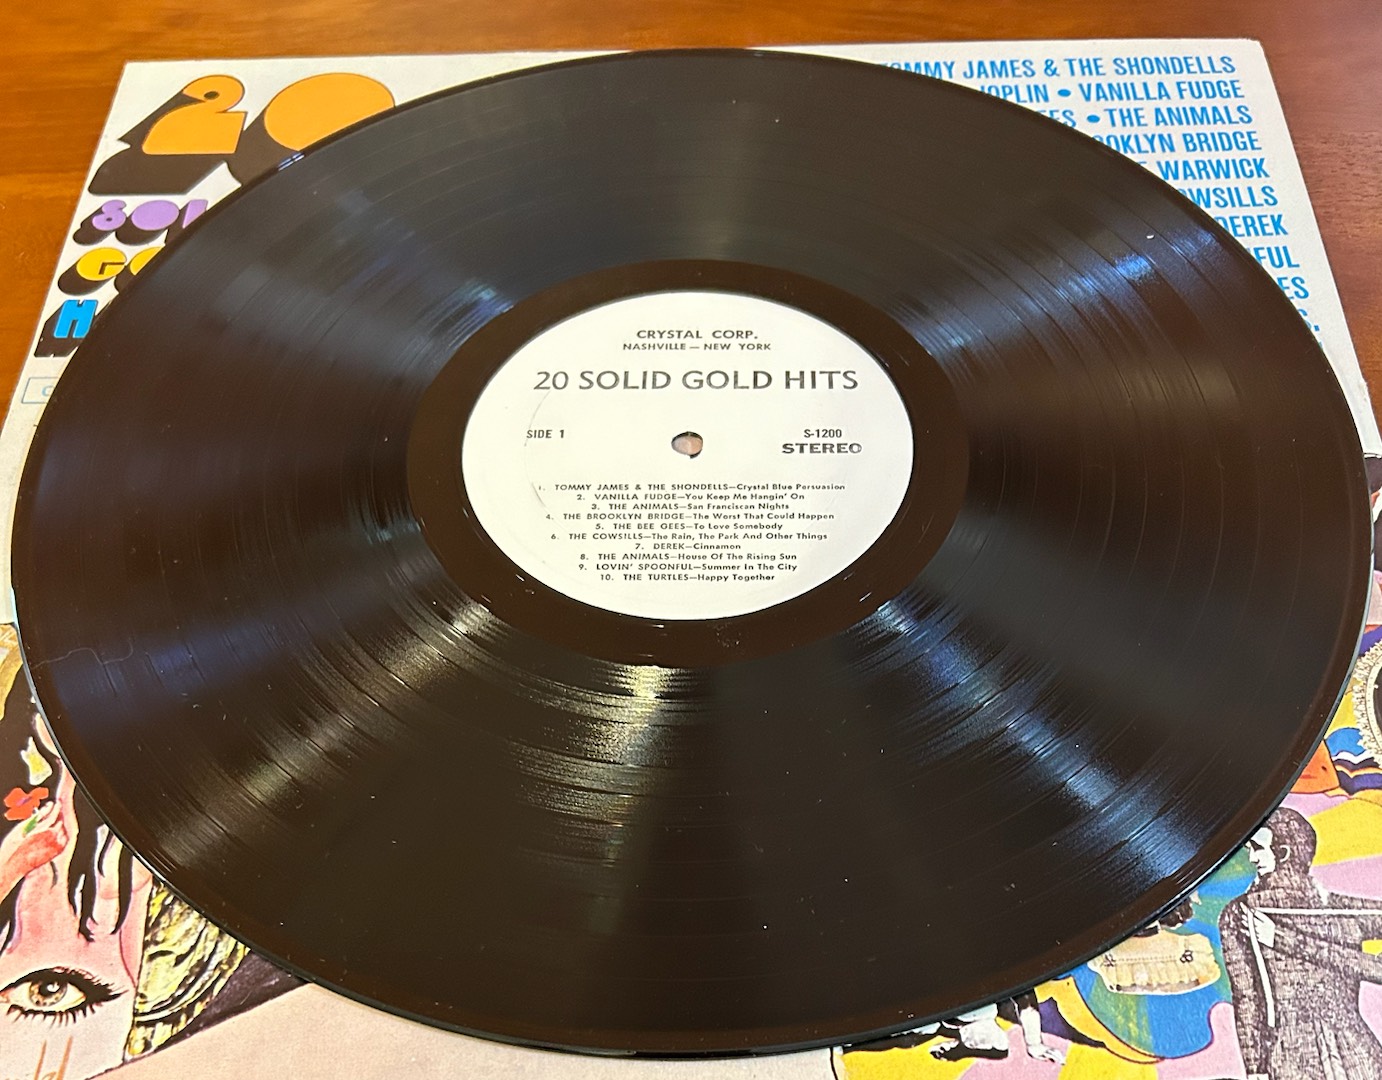 20
TOMMY JAMES & THE SHONDELLS
JOPLIN • VANILLA FUDGE
• THE ANIMALS
BRIDGE
WARWICK
DEREK
CRYSTAL CORP.
NASHVILLE — NEW YORK
20 SOLID GOLD HITS
SIDE 1
S-1200
STEREO
1. TOMMY JAMES & THE SHONDELLS—Crystal Blue Persuasion
2. VANILLA FUDGE—You Keep Me Hangin' On
3. THE ANIMALS—San Franciscan Nights
4. THE BROOKLYN BRIDGE—The Worst That Could Happen
5. THE BEE GEES—To Love Somebody
6. THE COWSILLS—The Rain, The Park And Other Things
7. DEREK—Cinnamon
8. THE ANIMALS—House Of The Rising Sun
9. LOVIN' SPOONFUL—Summer In The City
10. THE TURTLES—Happy Together